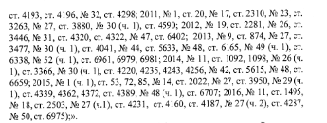 ст. 4193, ст. 4196, № 32, ст. 4298; 2011, № 1, ст. 20, № 17, ст. 2310, № 23, ст.
3263, № 27, ст. 3880, № 30 (ч. 1), ст. 4590; 2012, № 19, ст. 2281, № 26, ст.
3446, № 31, ст. 4320, ст. 4322, № 47, ст. 6402; 2013, № 9, ст. 874, № 27, ст.
3477, № 30 (ч. 1), ст. 4041, № 44, ст. 5633, № 48, ст. 6165, № 49 (ч. 1), ст.
6338, № 52 (ч. 1), ст. 6961, 6979, 6981; 2014, № 11, ст. 1092, 1098, № 26 (ч.
1), ст. 3366, № 30 (ч. 1), ст. 4220, 4235, 4243, 4256, № 42, ст. 5615, № 48, ст.
6659; 2015, № 1 (ч. 1), ст. 53, 72, 85, № 14, ст. 2022, № 27, ст. 3950, № 29 (ч.
1), ст. 4339, 4362, 4372, ст. 4389, № 48 (ч. 1), ст. 6707; 2016, № 11, ст. 1495,
№ 18, ст. 2503, № 27 (ч.1), ст. 4231, ст. 4160, ст. 4187, № 27 (ч. 2), ст. 4237,
№ 50, ст. 6975);».